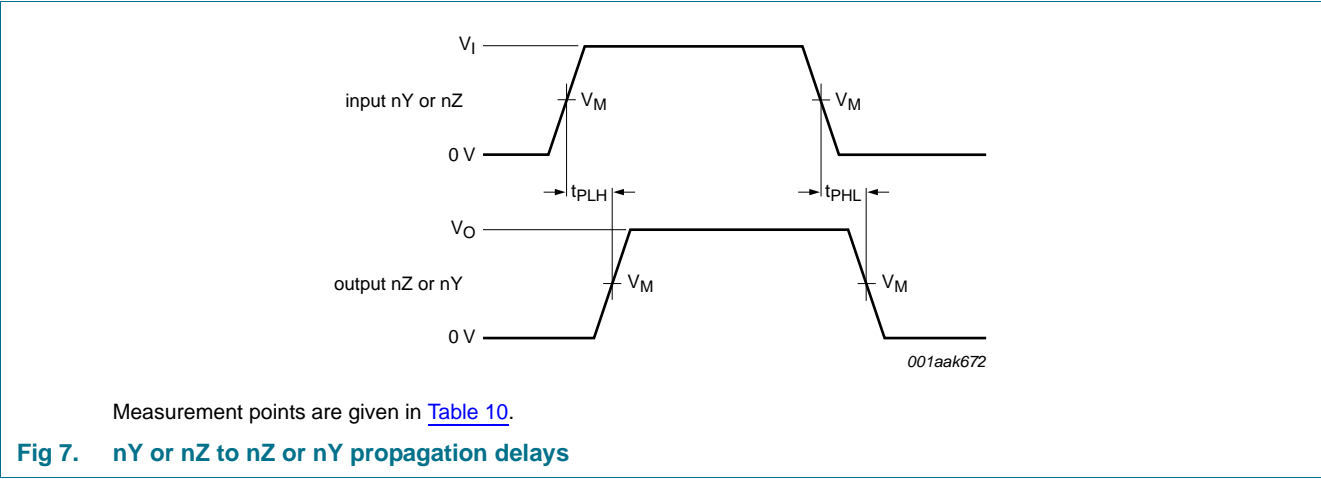 V_I
input nY or nZ
V_M
V_M
0 V
t_PLH
t_PHL
V_O
output nZ or nY
V_M
V_M
0 V
001aak672
Measurement points are given in Table 10.
Fig 7. nY or nZ to nZ or nY propagation delays